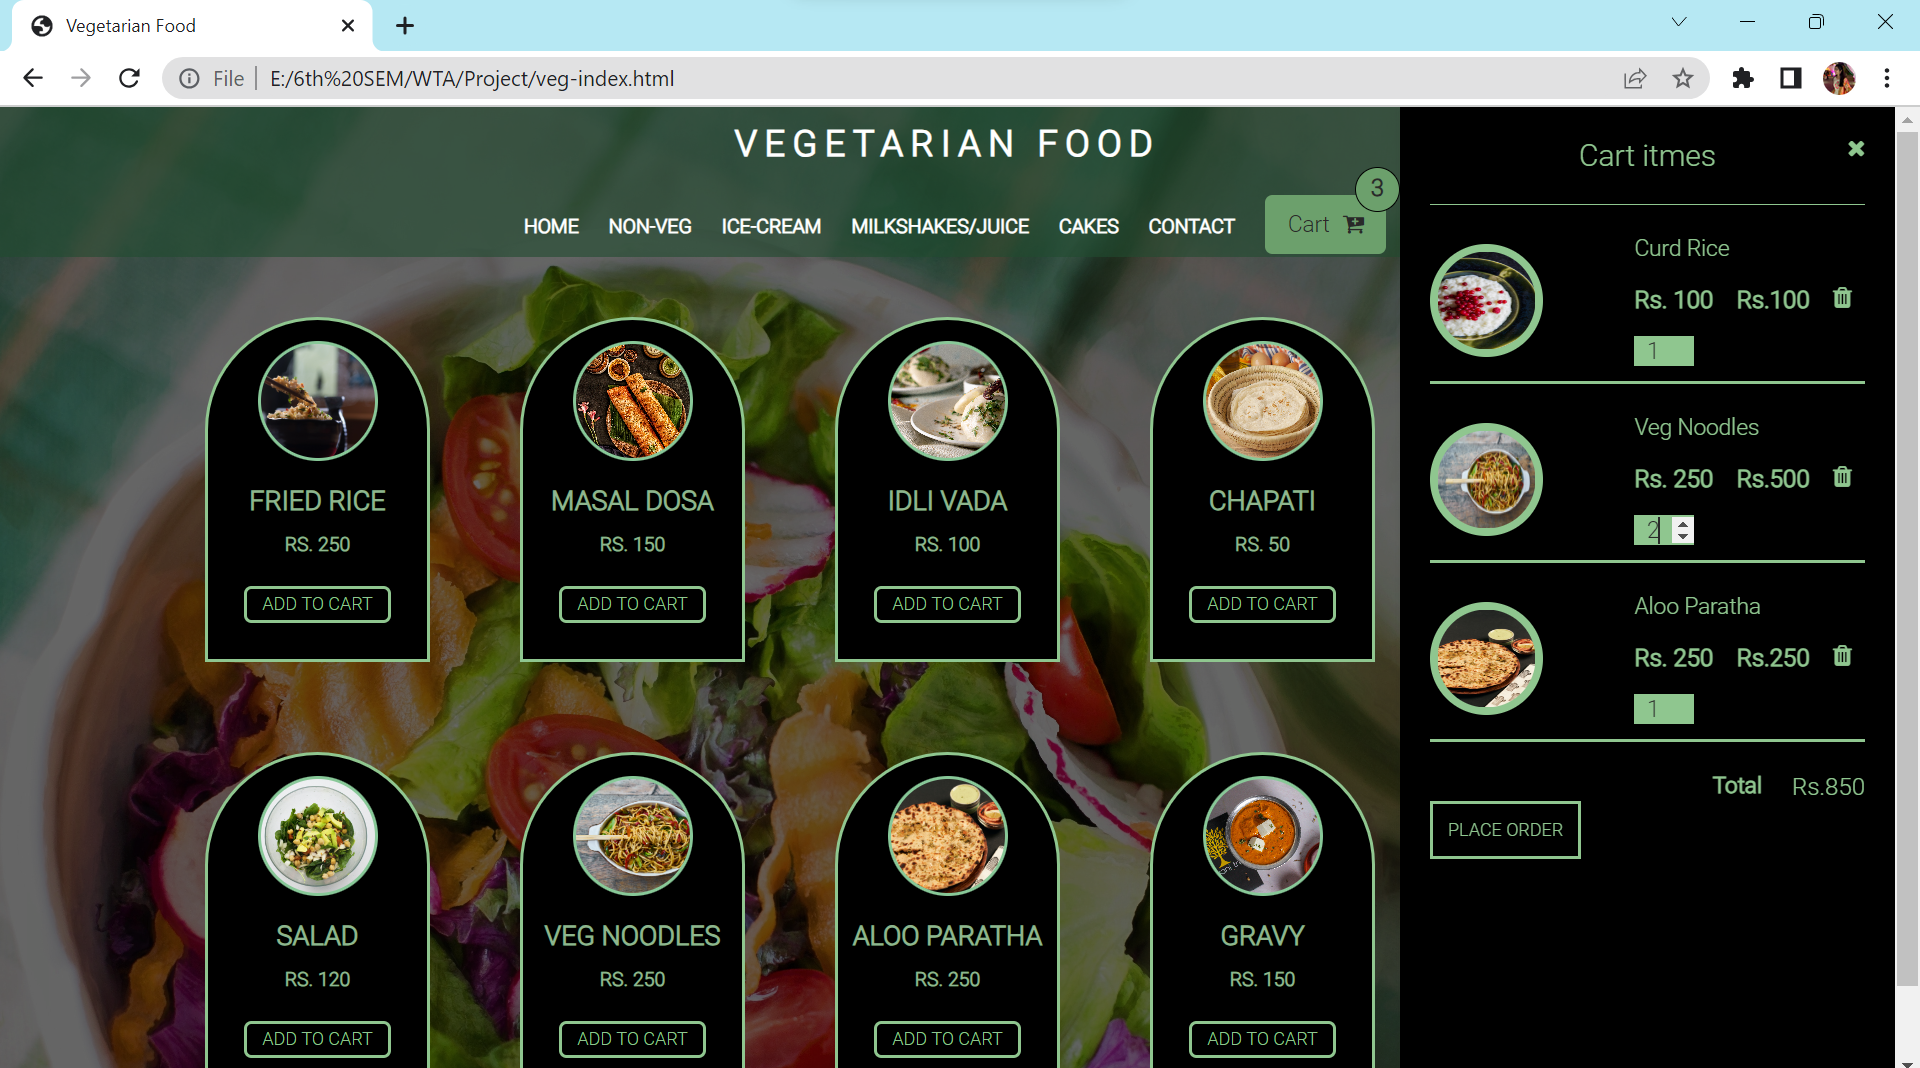 Vegetarian Food
File E:/6th%20SEM/WTA/Project/veg-index.html
VEGETARIAN FOOD
3
HOME NON-VEG ICE-CREAM MILKSHAKES/JUICE CAKES CONTACT Cart
FRIED RICE
RS. 250
ADD TO CART
MASAL DOSA
RS. 150
ADD TO CART
IDLI VADA
RS. 100
ADD TO CART
CHAPATI
RS. 50
ADD TO CART
SALAD
RS. 120
ADD TO CART
VEG NOODLES
RS. 250
ADD TO CART
ALOO PARATHA
RS. 250
ADD TO CART
GRAVY
RS. 150
ADD TO CART
Cart itmes
Curd Rice
Rs. 100 Rs.100
1
Veg Noodles
Rs. 250 Rs.500
2
Aloo Paratha
Rs. 250 Rs.250
1
Total Rs.850
PLACE ORDER